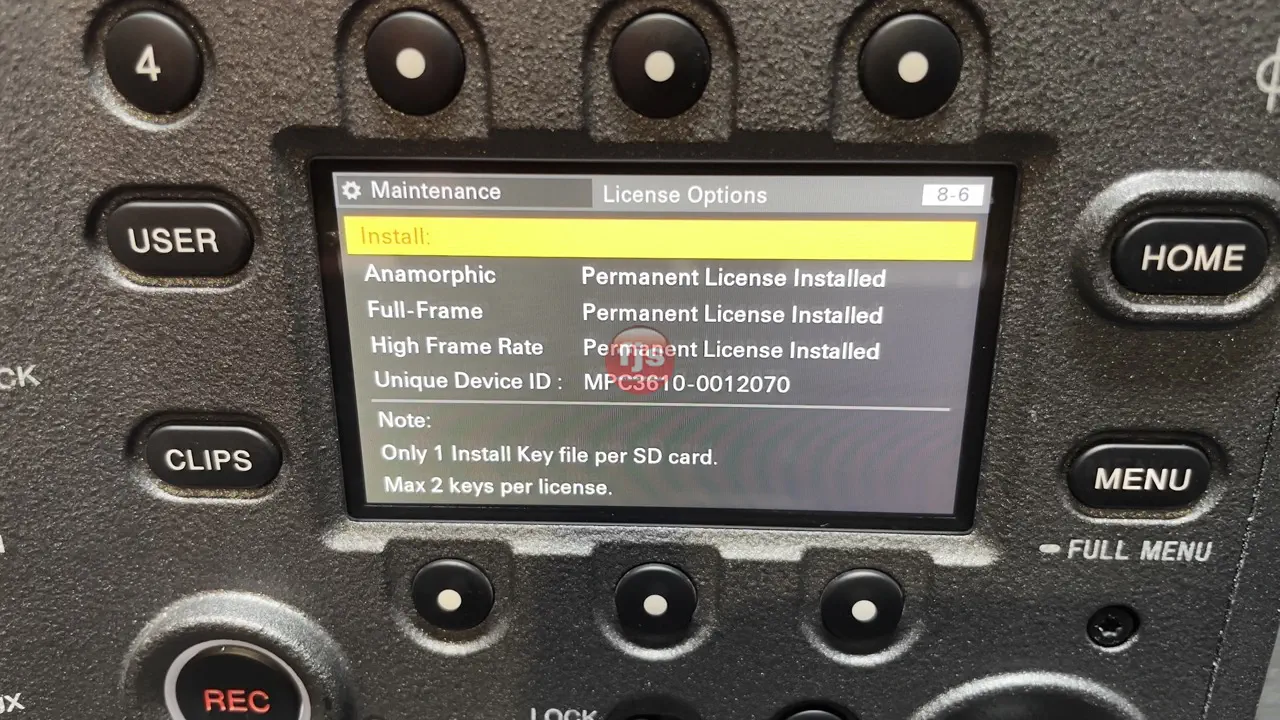 4
USER
Maintenance License Options 8-6
Install:
Anamorphic Permanent License Installed
Full-Frame Permanent License Installed
High Frame Rate Permanent License Installed
Unique Device ID : MPC3610-0012070
Note:
Only 1 Install Key file per SD card.
Max 2 keys per license.
rjs
HOME
CLIPS
MENU
FULL MENU
REC
LOCK